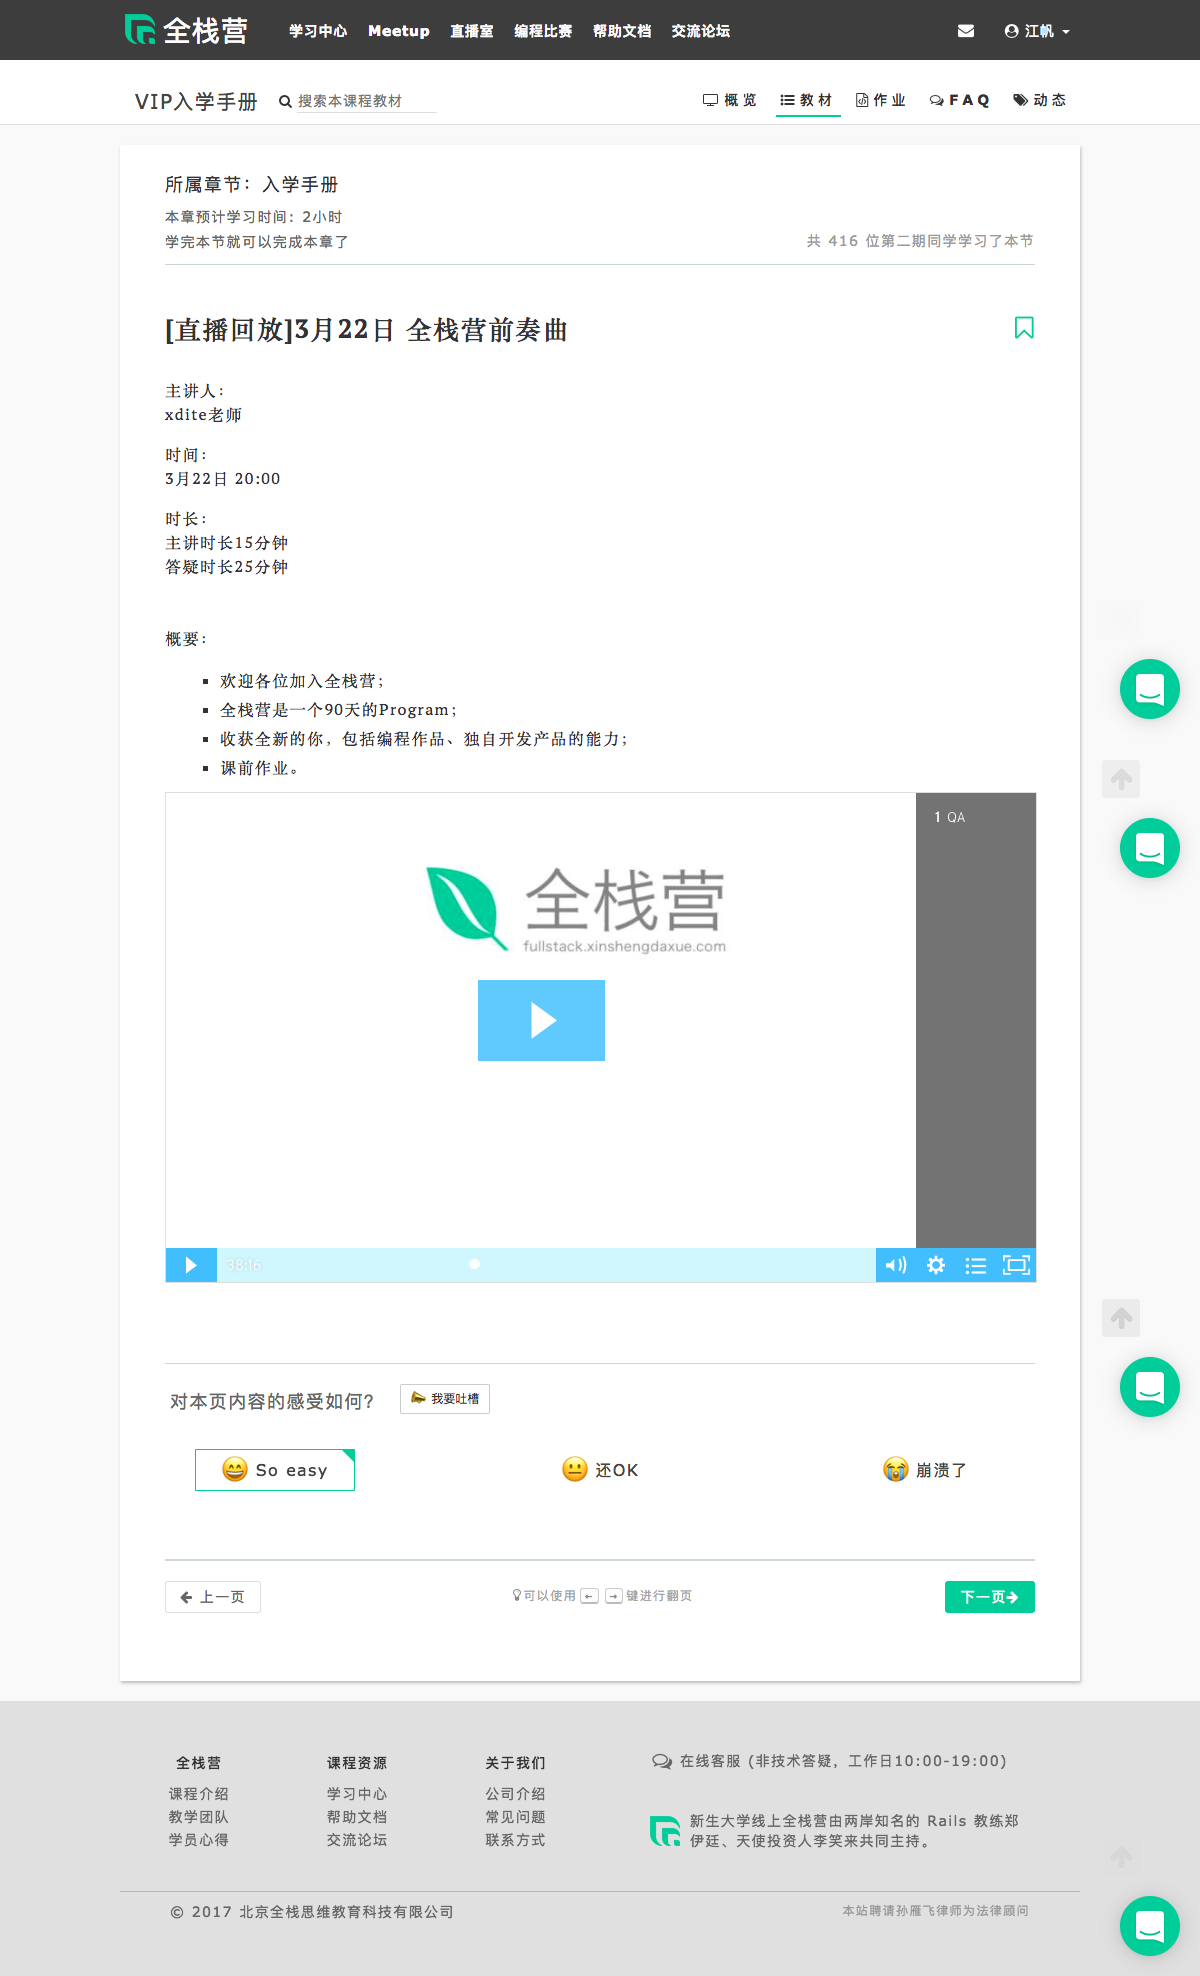 全栈营 学习中心 Meetup 直播室 编程比赛 帮助文档 交流论坛 江帆
VIP入学手册 搜索本课程教材 概览 教材 作业 FAQ 动态
所属章节：入学手册
本章预计学习时间：2小时
学完本节就可以完成本章了
共 416 位第二期同学学习了本节
[直播回放]3月22日 全栈营前奏曲
主讲人：
xdite老师
时间：
3月22日 20:00
时长：
主讲时长15分钟
答疑时长25分钟
概要：
欢迎各位加入全栈营；
全栈营是一个90天的Program；
收获全新的你，包括编程作品、独自开发产品的能力；
课前作业。
1 QA
全栈营
fullstack.xinshengdaxue.com
38:16
对本页内容的感受如何？ 我要吐槽
So easy 还OK 崩溃了
上一页 可以使用 ← → 键进行翻页 下一页
全栈营 课程资源 关于我们 在线客服 (非技术答疑，工作日10:00-19:00)
课程介绍 学习中心 公司介绍
教学团队 帮助文档 常见问题
学员心得 交流论坛 联系方式
新生大学线上全栈营由两岸知名的 Rails 教练郑
伊廷、天使投资人李笑来共同主持。
© 2017 北京全栈思维教育科技有限公司 本站聘请孙雁飞律师为法律顾问